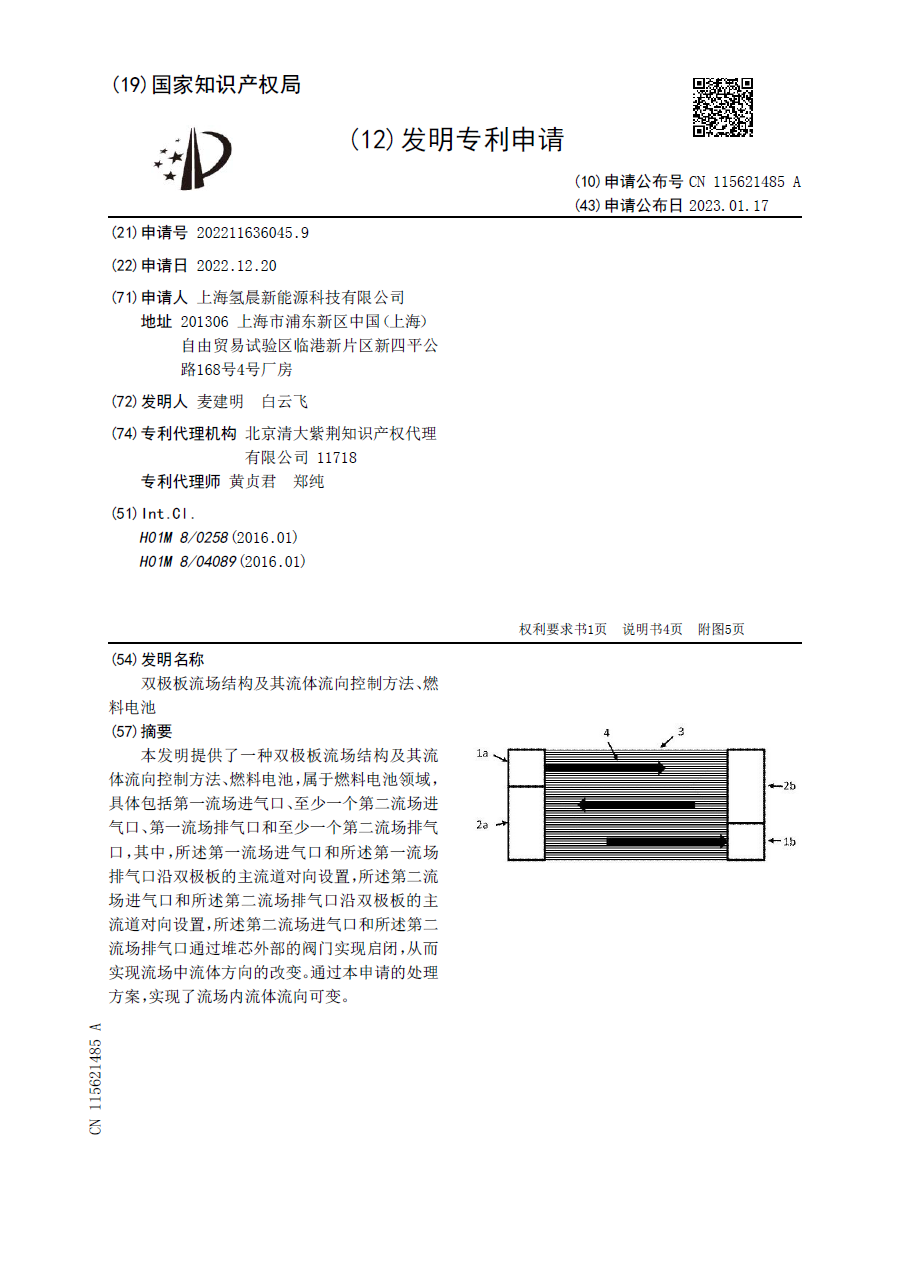 (19)国家知识产权局
(12)发明专利申请
(10)申请公布号 CN 115621485 A
(43)申请公布日 2023.01.17
(21)申请号 202211636045.9
(22)申请日 2022.12.20
(71)申请人 上海氢晨新能源科技有限公司
地址 201306 上海市浦东新区中国(上海)
自由贸易试验区临港新片区新四平公
路168号4号厂房
(72)发明人 麦建明 白云飞
(74)专利代理机构 北京清大紫荆知识产权代理
有限公司 11718
专利代理师 黄贞君 郑纯
(51)Int.Cl.
H01M 8/0258(2016.01)
H01M 8/04089(2016.01)
权利要求书1页 说明书4页 附图5页
(54)发明名称
双极板流场结构及其流体流向控制方法、燃
料电池
(57)摘要
本发明提供了一种双极板流场结构及其流
体流向控制方法、燃料电池,属于燃料电池领域,
具体包括第一流场进气口、至少一个第二流场进
气口、第一流场排气口和至少一个第二流场排气
口,其中,所述第一流场进气口和所述第一流场
排气口沿双极板的主流道对向设置,所述第二流
场进气口和所述第二流场排气口沿双极板的主
流道对向设置,所述第二流场进气口和所述第二
流场排气口通过堆芯外部的阀门实现启闭,从而
实现流场中流体方向的改变。通过本申请的处理
方案,实现了流场内流体流向可变。
4
3
1a
2b
2a
1b
CN 115621485 A